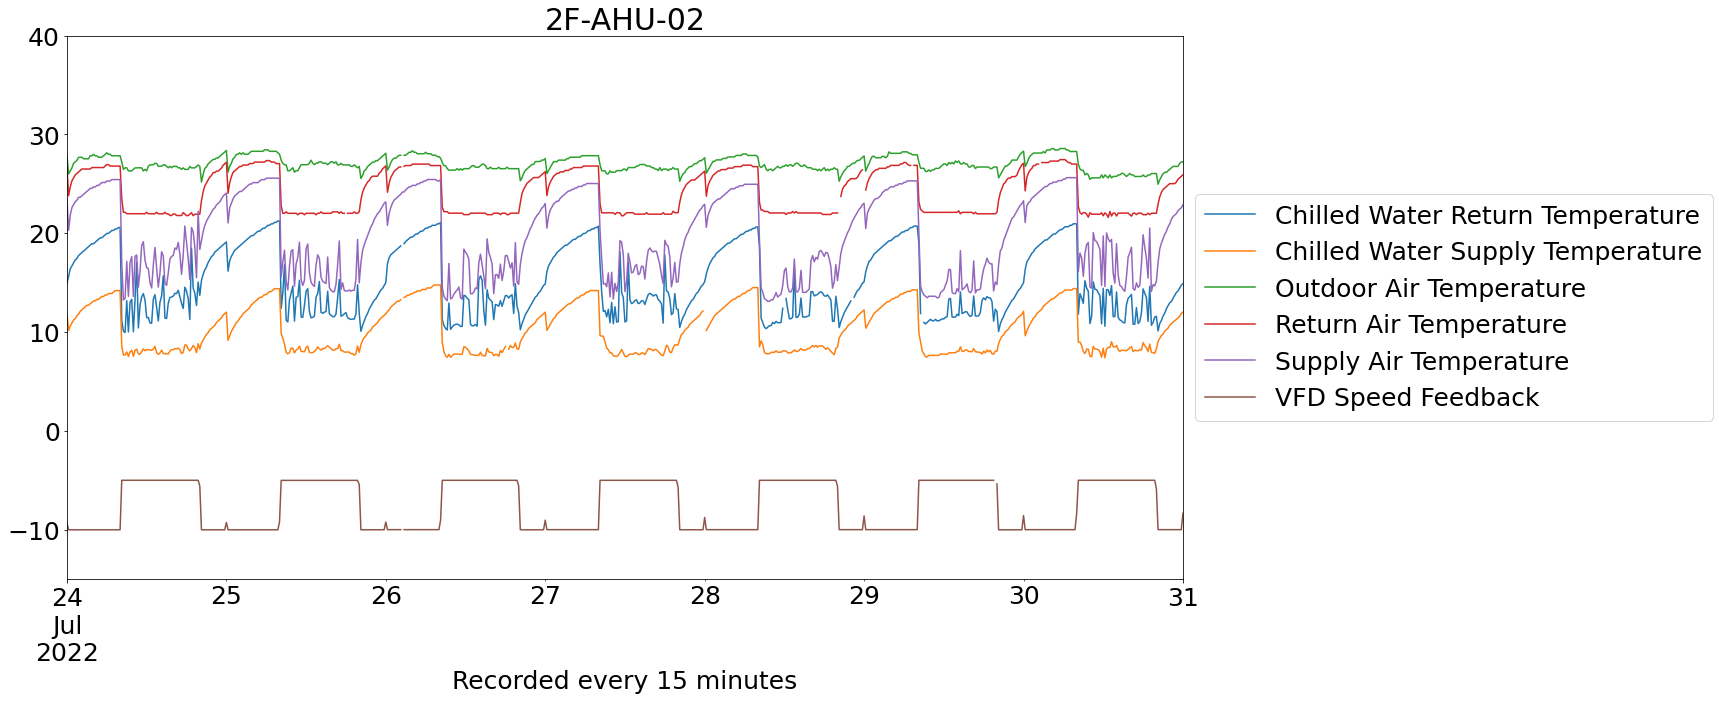 2F-AHU-02
40
30
20
10
0
−10
24
Jul
2022
25
26
27
28
29
30
31
Recorded every 15 minutes
Chilled Water Return Temperature
Chilled Water Supply Temperature
Outdoor Air Temperature
Return Air Temperature
Supply Air Temperature
VFD Speed Feedback